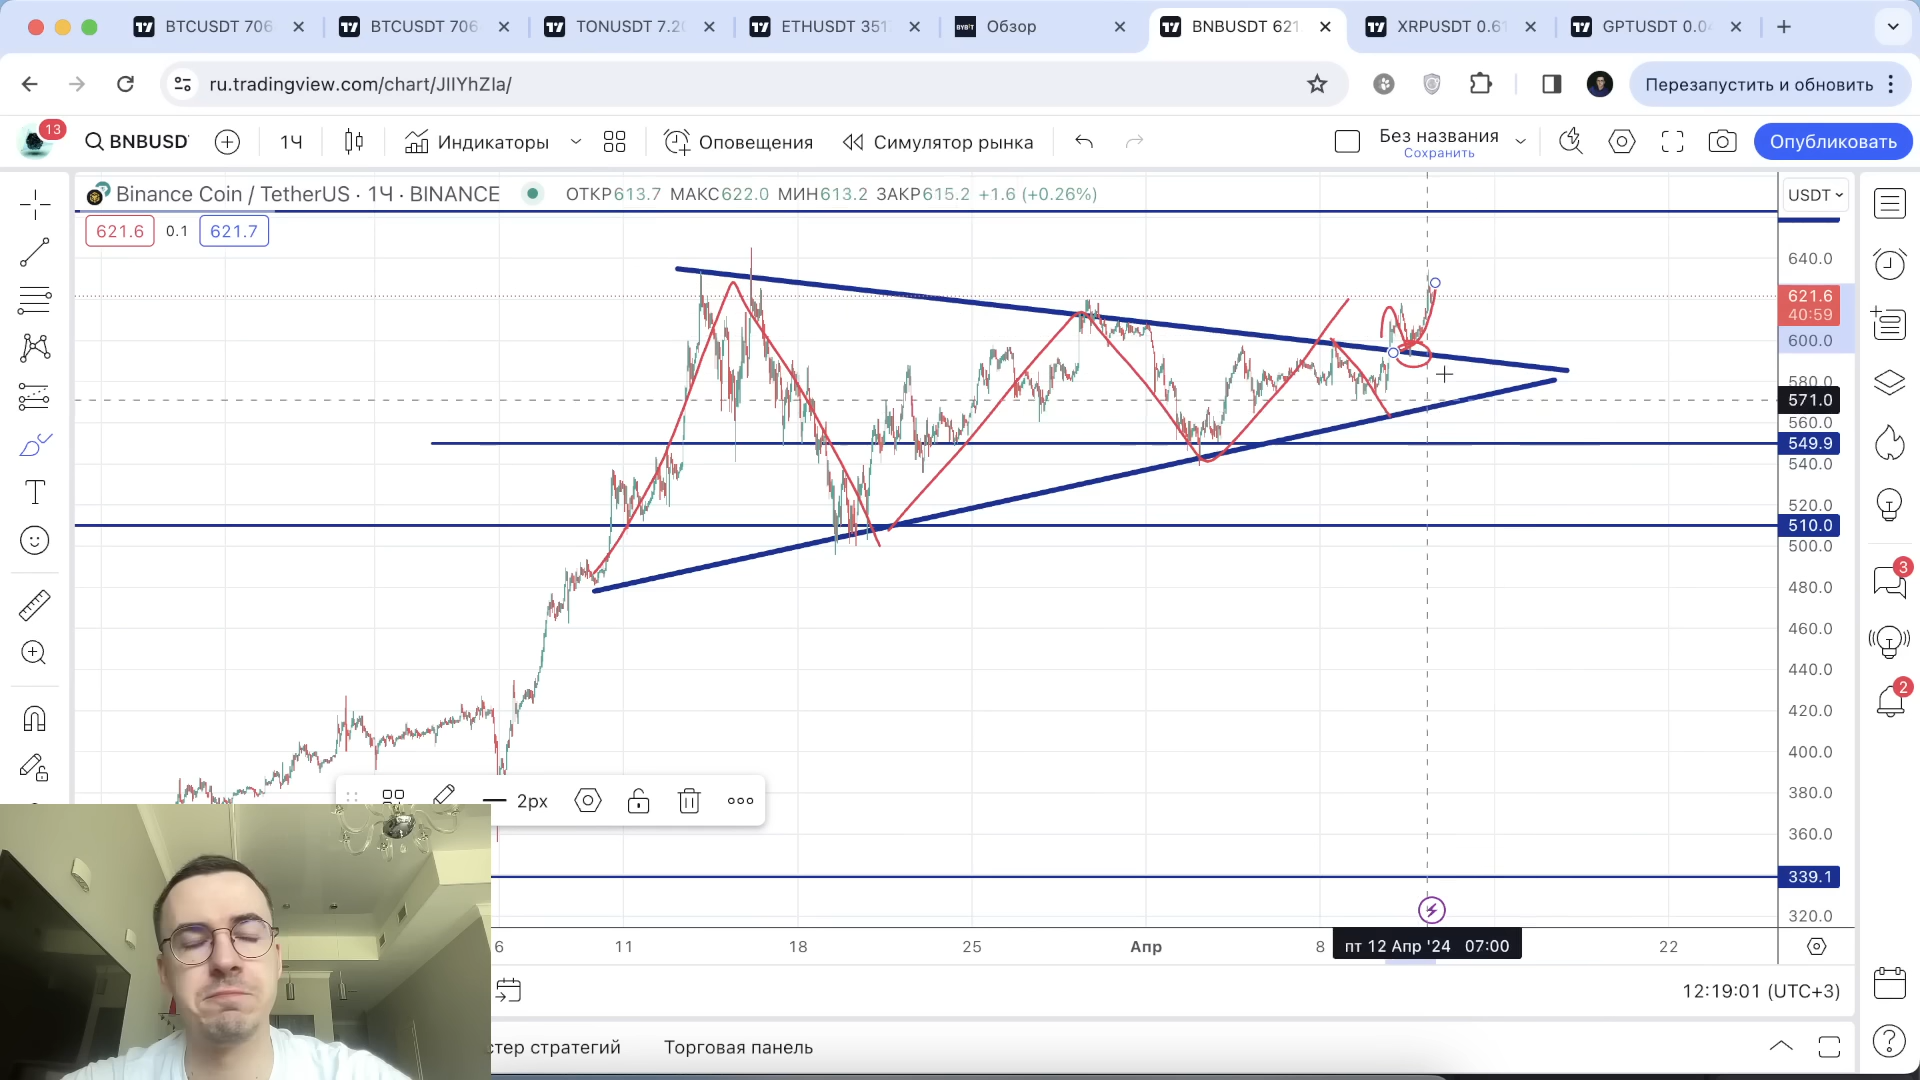 BTCUSDT 706
BTCUSDT 706
TONUSDT 7.2
ETHUSDT 351
BYBIT
Обзор
BNBUSDT 621
XRPUSDT 0.61
GPTUSDT 0.04
ru.tradingview.com/chart/JIIYhZIa/
Перезапустить и обновить
13
BNBUSD
1Ч
Индикаторы
Оповещения
Симулятор рынка
Без названия
Сохранить
Опубликовать
Binance Coin / TetherUS · 1Ч · BINANCE
ОТКР613.7 МАКС622.0 МИН613.2 ЗАКР615.2 +1.6 (+0.26%)
USDT
621.6
0.1
621.7
640.0
621.6
40:59
600.0
580.0
571.0
560.0
549.9
540.0
520.0
510.0
500.0
480.0
460.0
440.0
420.0
400.0
380.0
360.0
339.1
320.0
3
2
2px
6
11
18
25
Апр
8
пт 12 Апр '24 07:00
22
12:19:01 (UTC+3)
стер стратегий
Торговая панель